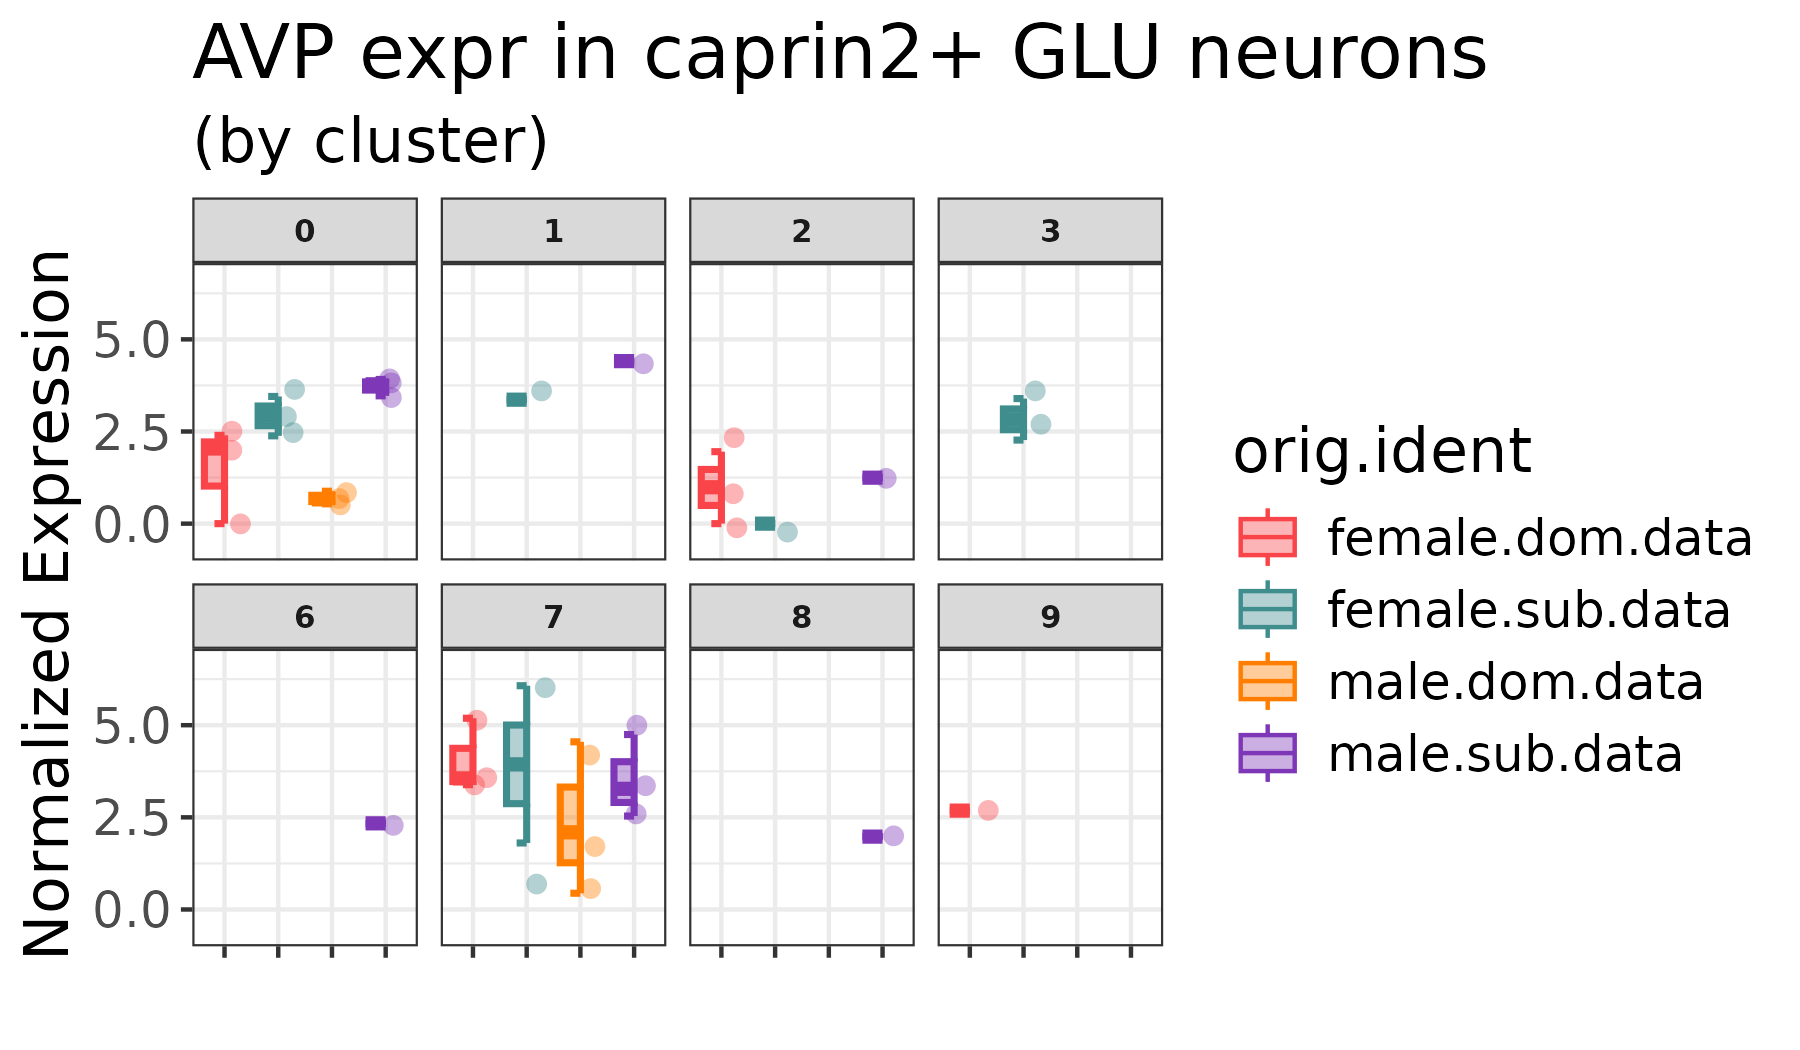 AVP expr in caprin2+ GLU neurons
(by cluster)
Normalized Expression
0 1 2 3
5.0
2.5
0.0
6 7 8 9
5.0
2.5
0.0
orig.ident
female.dom.data
female.sub.data
male.dom.data
male.sub.data